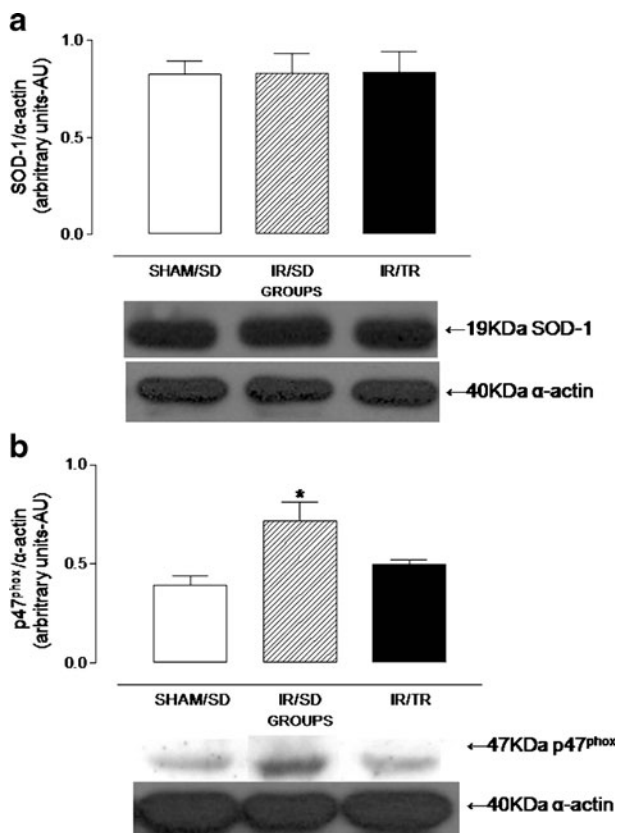 a
SOD-1/α-actin
(arbritrary units-AU)
1.0
0.5
0.0
SHAM/SD IR/SD IR/TR
GROUPS
←19KDa SOD-1
←40KDa α-actin
b
p47phox/α-actin
(arbritrary units-AU)
1.0
0.5
0.0
*
SHAM/SD IR/SD IR/TR
GROUPS
←47KDa p47phox
←40KDa α-actin